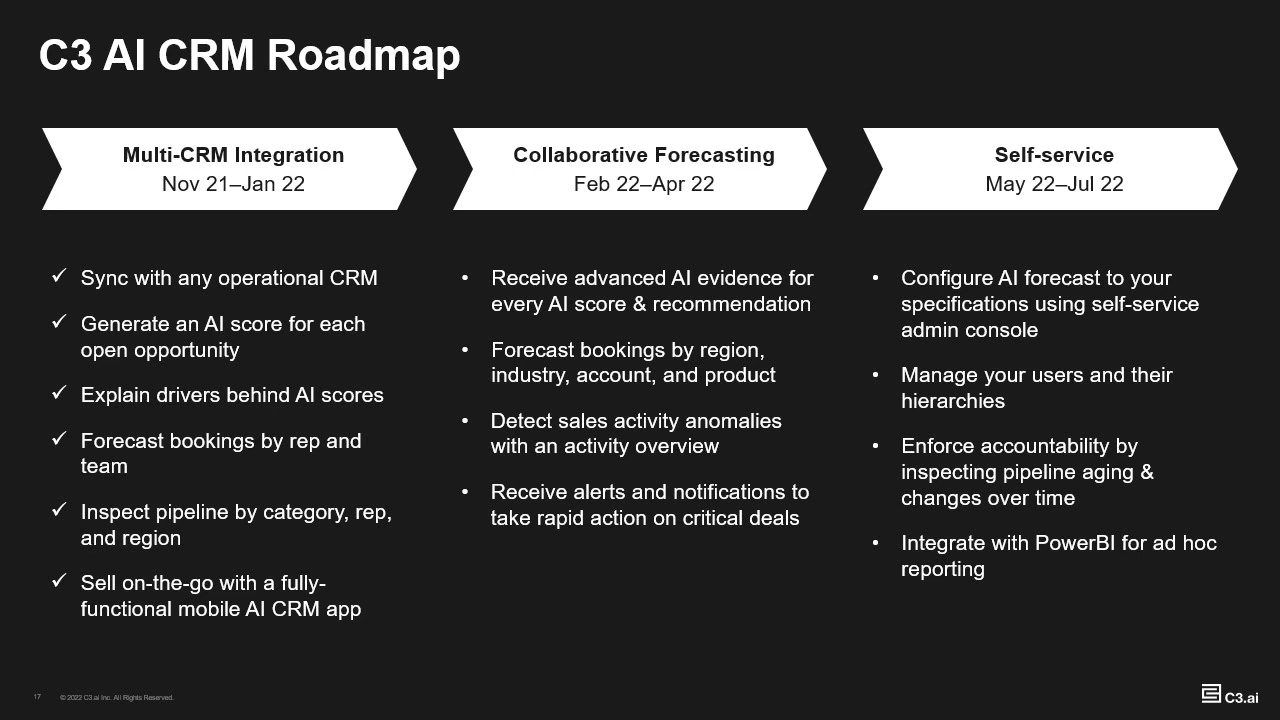 C3 AI CRM Roadmap
Multi-CRM Integration
Nov 21–Jan 22
Collaborative Forecasting
Feb 22–Apr 22
Self-service
May 22–Jul 22
✓ Sync with any operational CRM
✓ Generate an AI score for each
open opportunity
✓ Explain drivers behind AI scores
✓ Forecast bookings by rep and
team
✓ Inspect pipeline by category, rep,
and region
✓ Sell on-the-go with a fully-
functional mobile AI CRM app
• Receive advanced AI evidence for
every AI score & recommendation
• Forecast bookings by region,
industry, account, and product
• Detect sales activity anomalies
with an activity overview
• Receive alerts and notifications to
take rapid action on critical deals
• Configure AI forecast to your
specifications using self-service
admin console
• Manage your users and their
hierarchies
• Enforce accountability by
inspecting pipeline aging &
changes over time
• Integrate with PowerBI for ad hoc
reporting
17
© 2022 C3.ai Inc. All Rights Reserved.
C3.ai